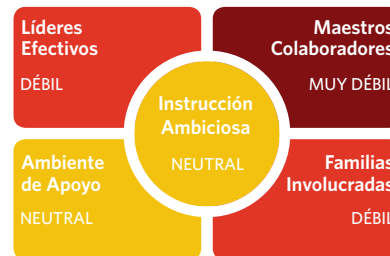 Líderes
Efectivos
DÉBIL
Maestros
Colaboradores
MUY DÉBIL
Instrucción
Ambiciosa
NEUTRAL
Ambiente
de Apoyo
NEUTRAL
Familias
Involucradas
DÉBIL